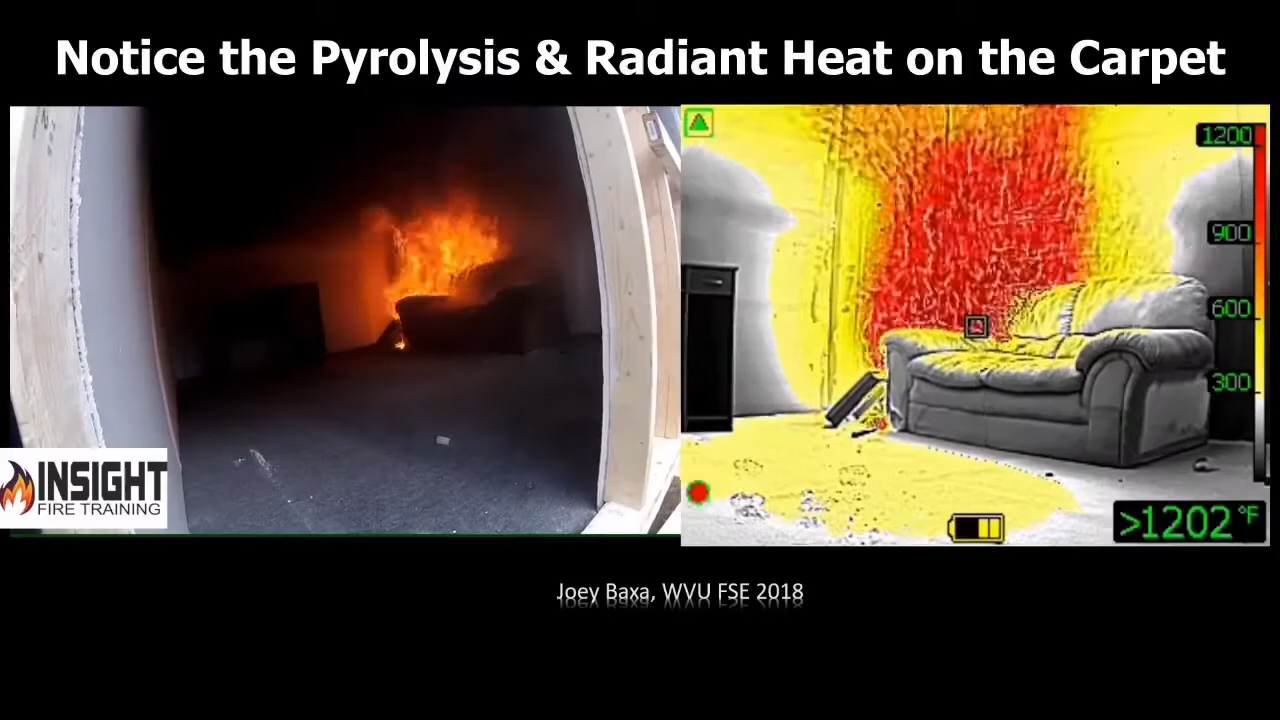 Notice the Pyrolysis & Radiant Heat on the Carpet
1200
900
600
300
INSIGHT
FIRE TRAINING
>1202 °F
Joey Baxa, WVU FSE 2018